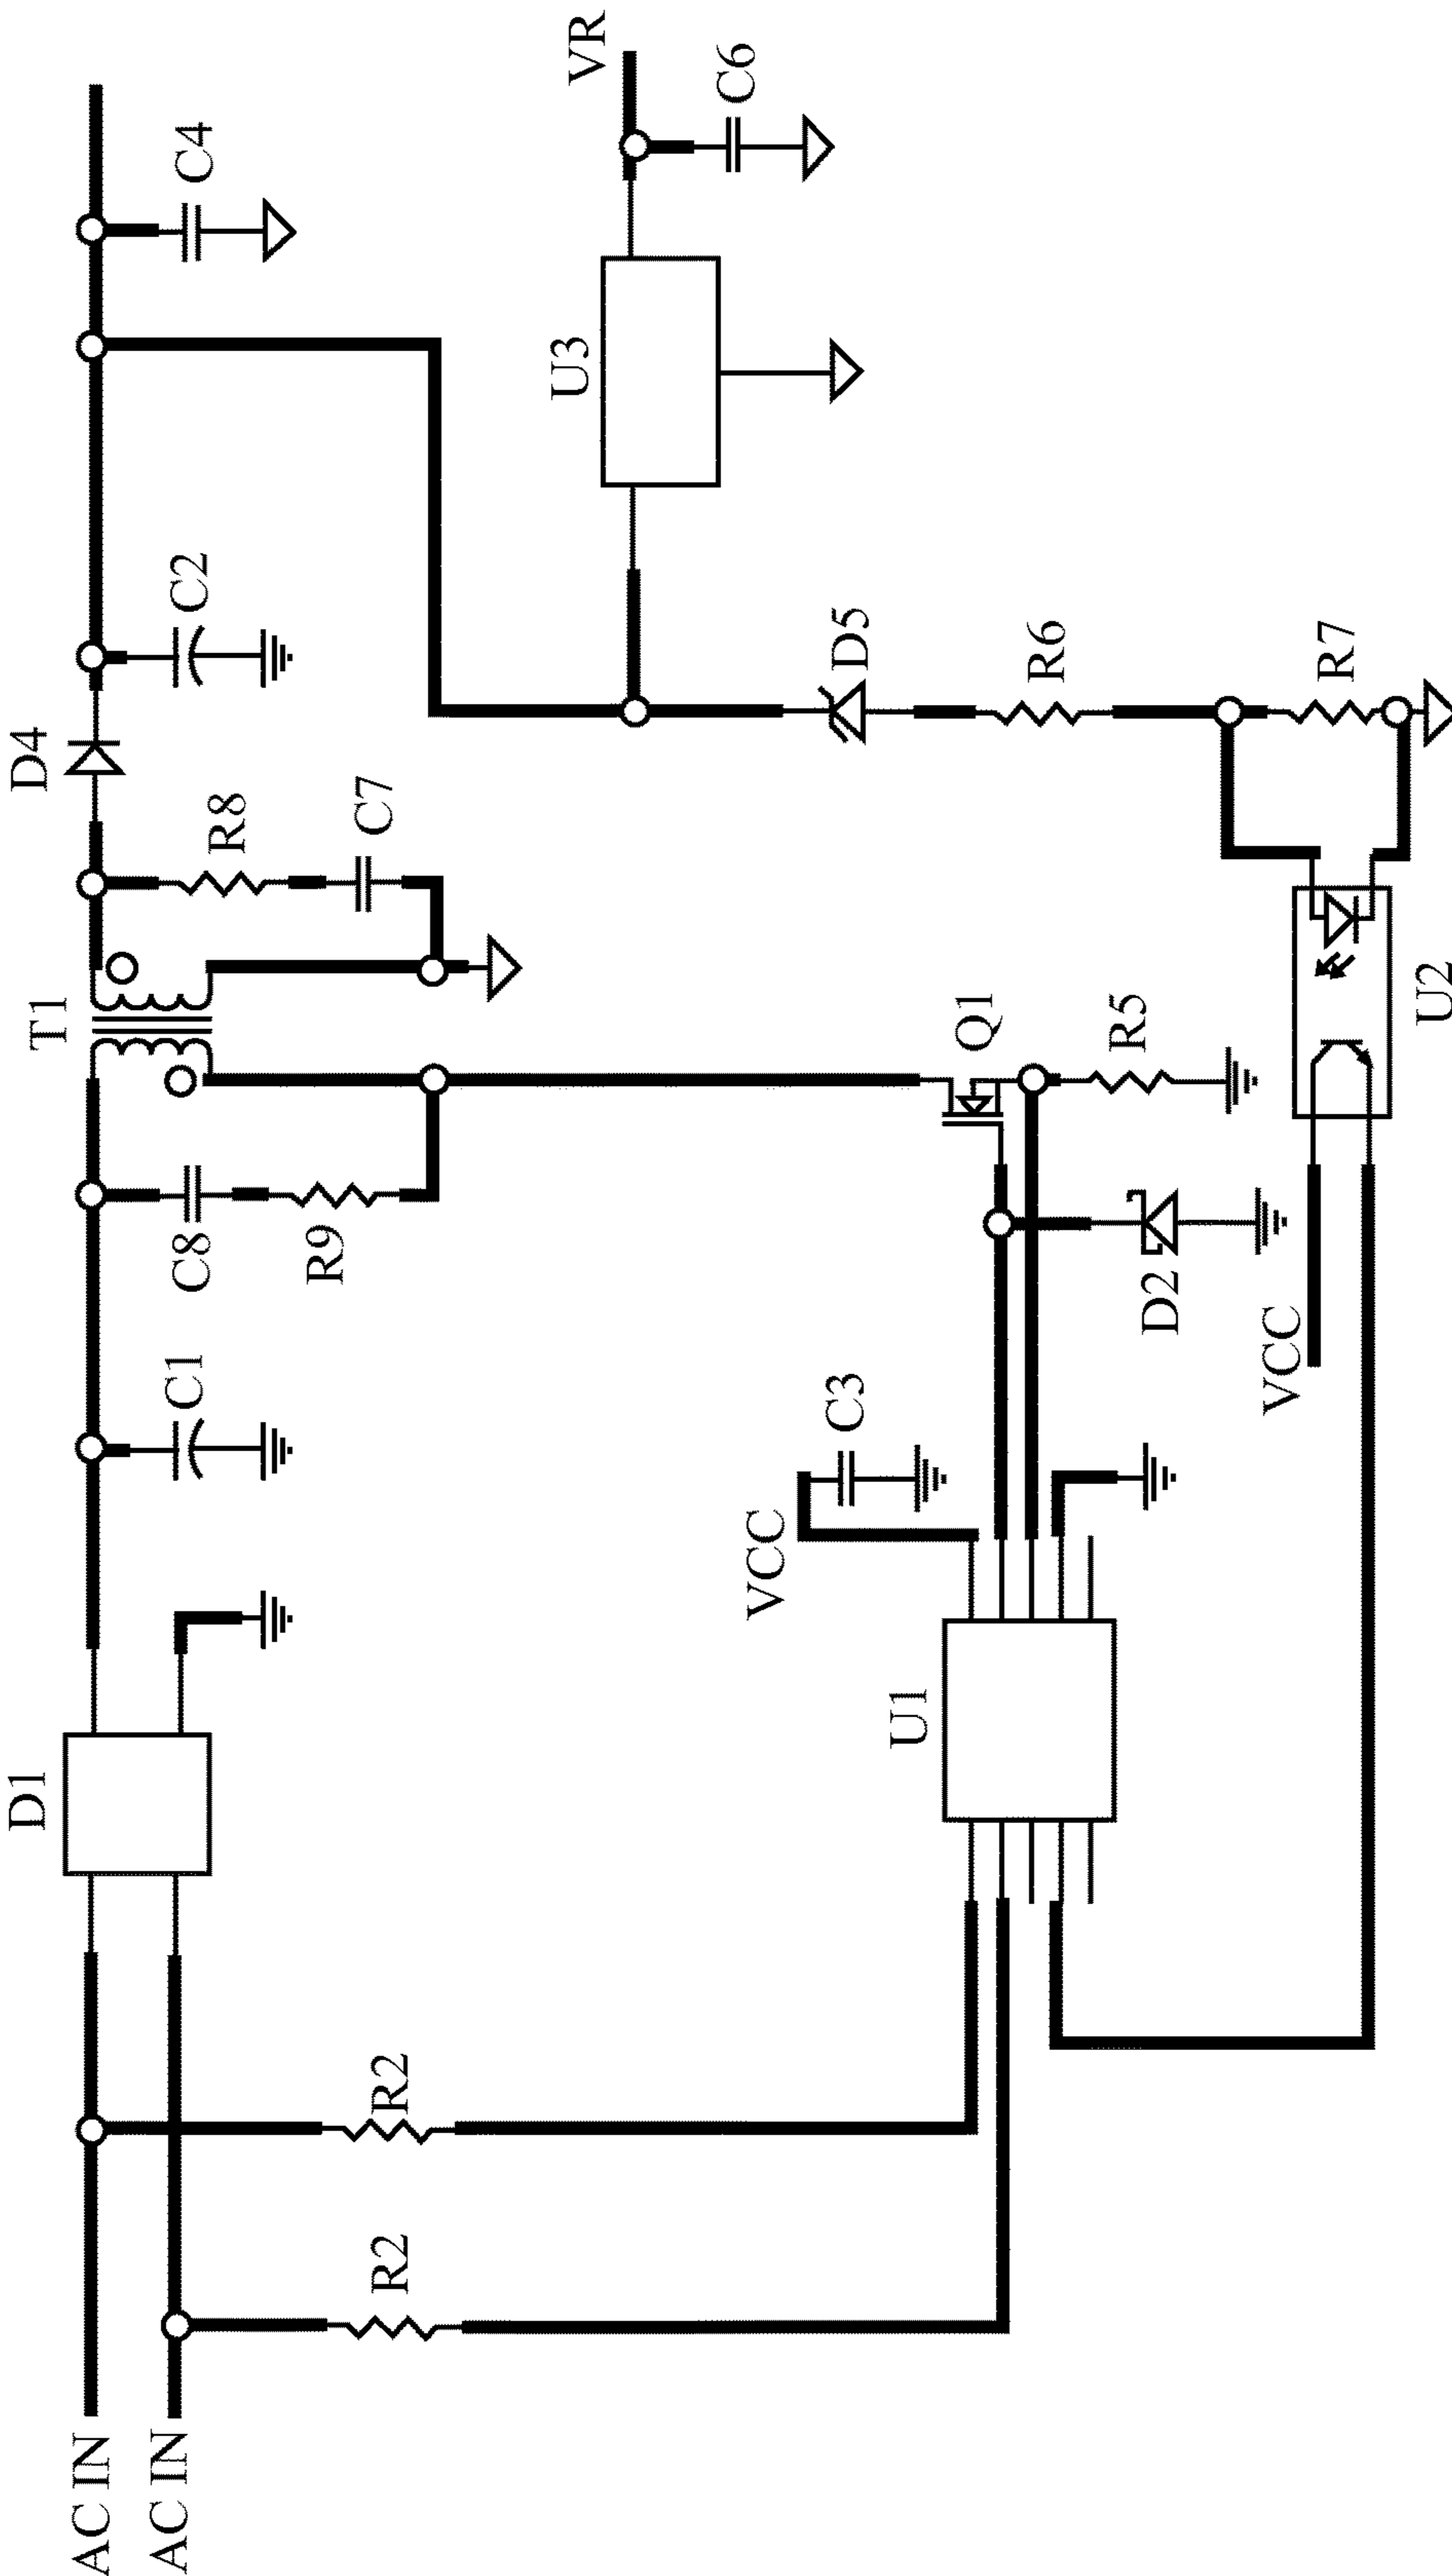 AC IN
AC IN
D1
C1
C8
R9
T1
R8
C7
D4
C2
C4
R2
R2
VCC
C3
U1
Q1
R5
D2
VCC
U2
D5
R6
R7
U3
VR
C6